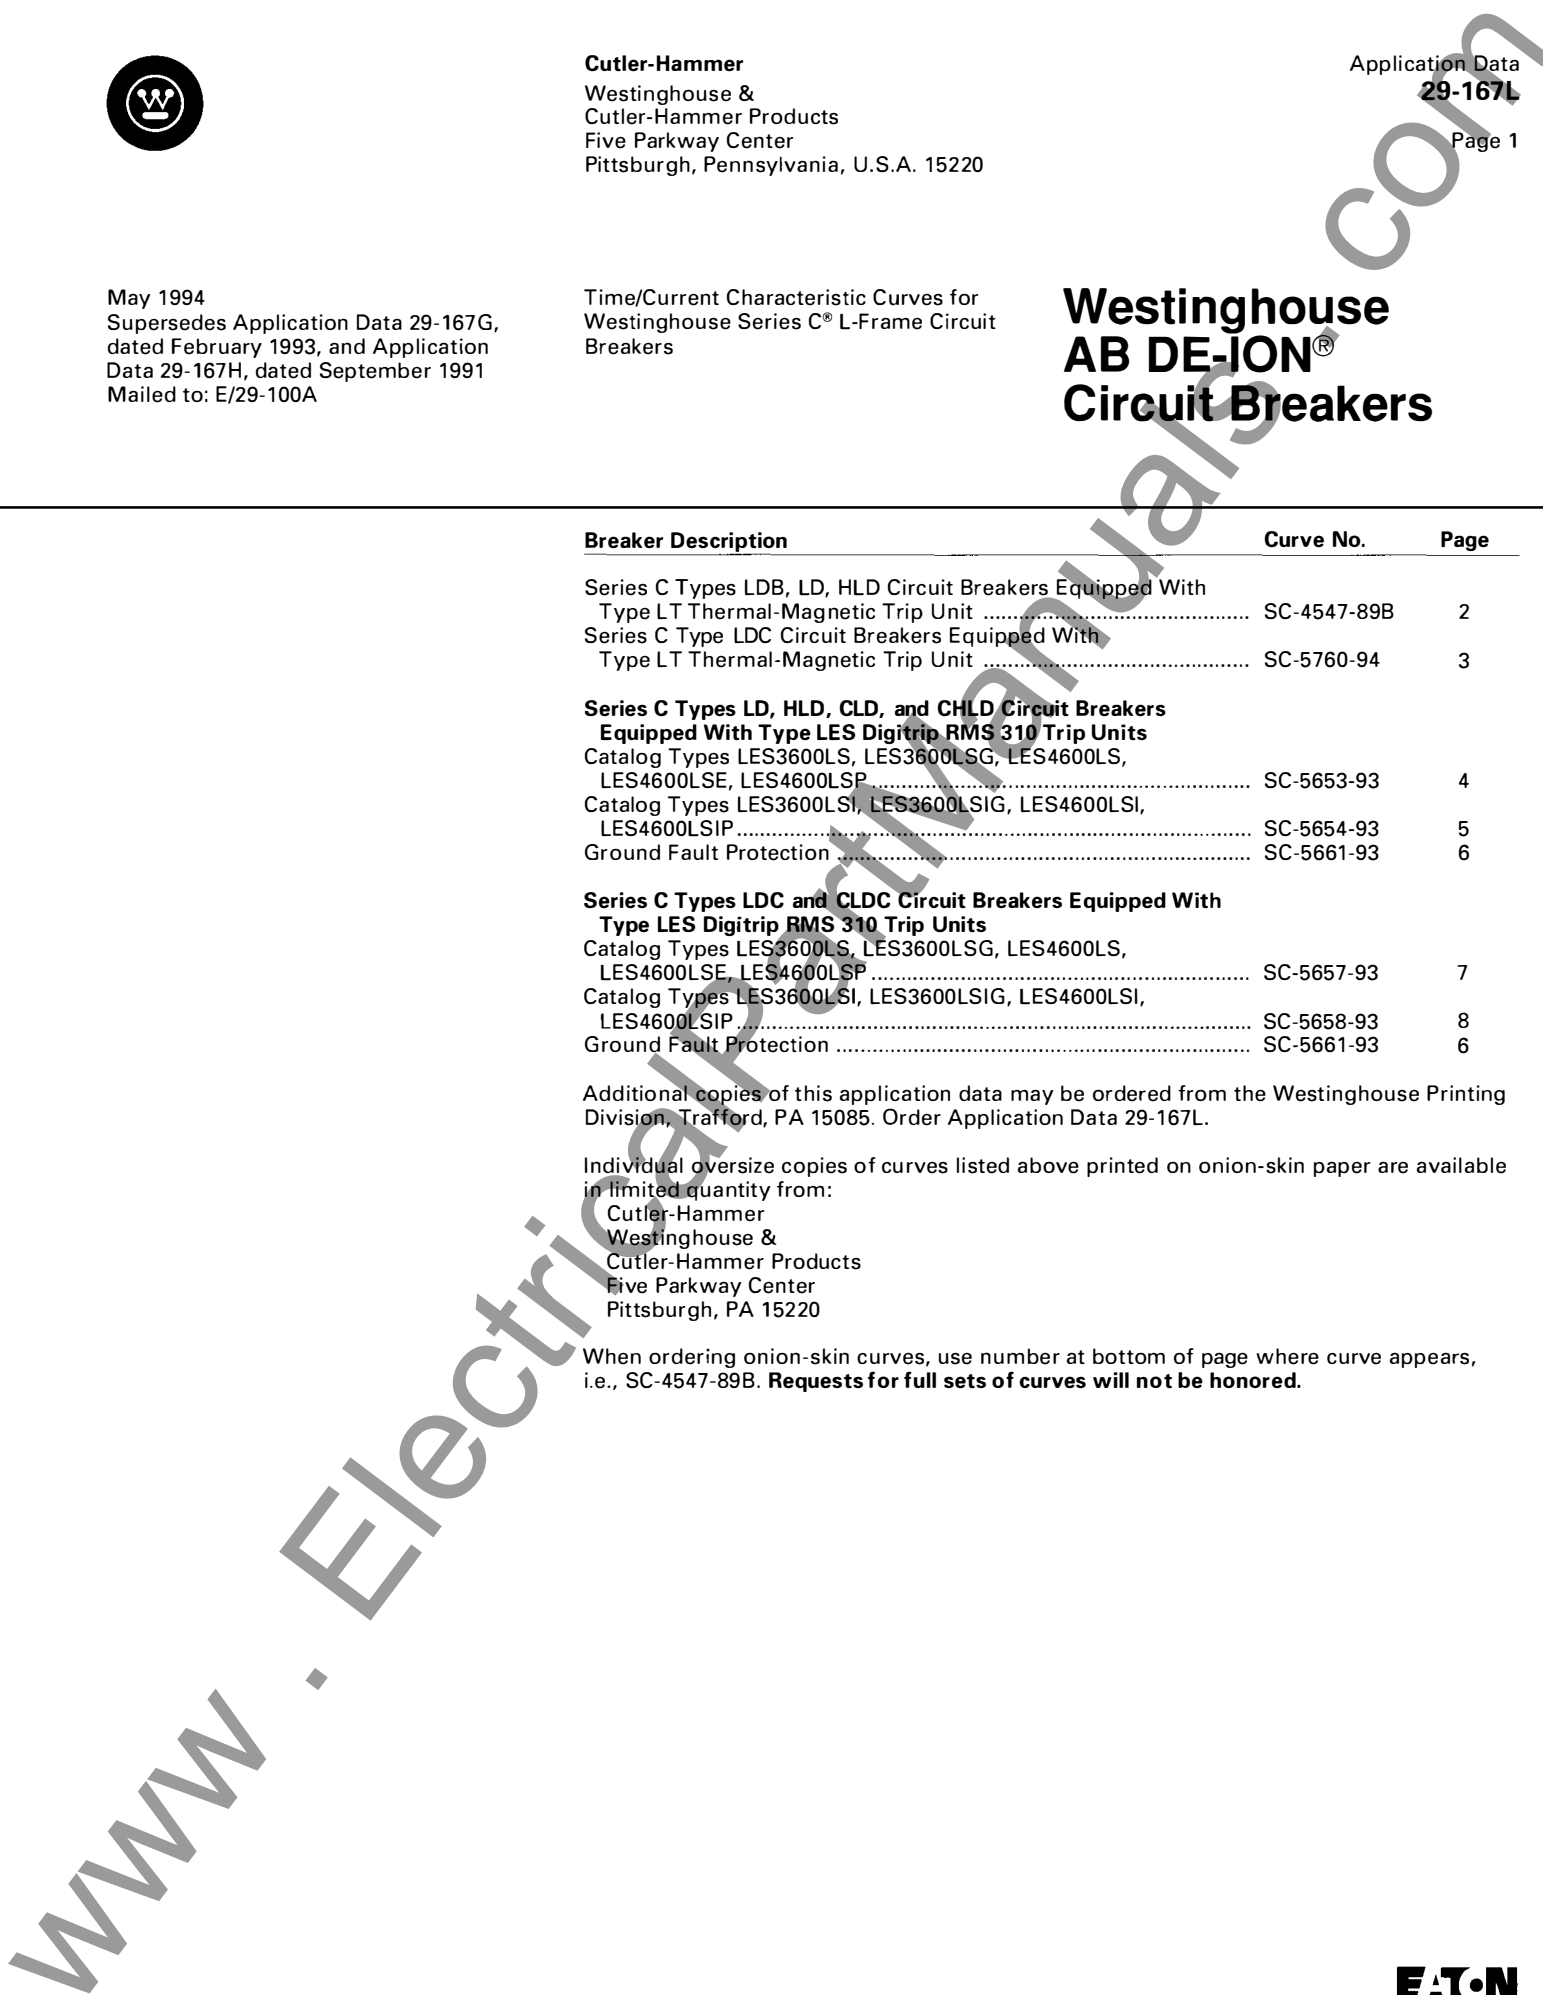 Cutler-Hammer
Westinghouse &
Cutler-Hammer Products
Five Parkway Center
Pittsburgh, Pennsylvania, U.S.A. 15220
Application Data
29-167L
Page 1
May 1994
Supersedes Application Data 29-167G,
dated February 1993, and Application
Data 29-167H, dated September 1991
Mailed to: E/29-100A
Time/Current Characteristic Curves for
Westinghouse Series C® L-Frame Circuit
Breakers
Westinghouse
AB DE-ION®
Circuit Breakers
Breaker Description Curve No. Page
Series C Types LDB, LD, HLD Circuit Breakers Equipped With
Type LT Thermal-Magnetic Trip Unit ........................................... SC-4547-89B 2
Series C Type LDC Circuit Breakers Equipped With
Type LT Thermal-Magnetic Trip Unit ........................................... SC-5760-94 3
Series C Types LD, HLD, CLD, and CHLD Circuit Breakers
Equipped With Type LES Digitrip RMS 310 Trip Units
Catalog Types LES3600LS, LES3600LSG, LES4600LS,
LES4600LSE, LES4600LSP ............................................................. SC-5653-93 4
Catalog Types LES3600LSI, LES3600LSIG, LES4600LSI,
LES4600LSIP ................................................................................... SC-5654-93 5
Ground Fault Protection ................................................................... SC-5661-93 6
Series C Types LDC and CLDC Circuit Breakers Equipped With
Type LES Digitrip RMS 310 Trip Units
Catalog Types LES3600LS, LES3600LSG, LES4600LS,
LES4600LSE, LES4600LSP ............................................................. SC-5657-93 7
Catalog Types LES3600LSI, LES3600LSIG, LES4600LSI,
LES4600LSIP ................................................................................... SC-5658-93 8
Ground Fault Protection ................................................................... SC-5661-93 6
Additional copies of this application data may be ordered from the Westinghouse Printing
Division, Trafford, PA 15085. Order Application Data 29-167L.
Individual oversize copies of curves listed above printed on onion-skin paper are available
in limited quantity from:
Cutler-Hammer
Westinghouse &
Cutler-Hammer Products
Five Parkway Center
Pittsburgh, PA 15220
When ordering onion-skin curves, use number at bottom of page where curve appears,
i.e., SC-4547-89B. Requests for full sets of curves will not be honored.
www . ElectricalPartManuals . com
EATON